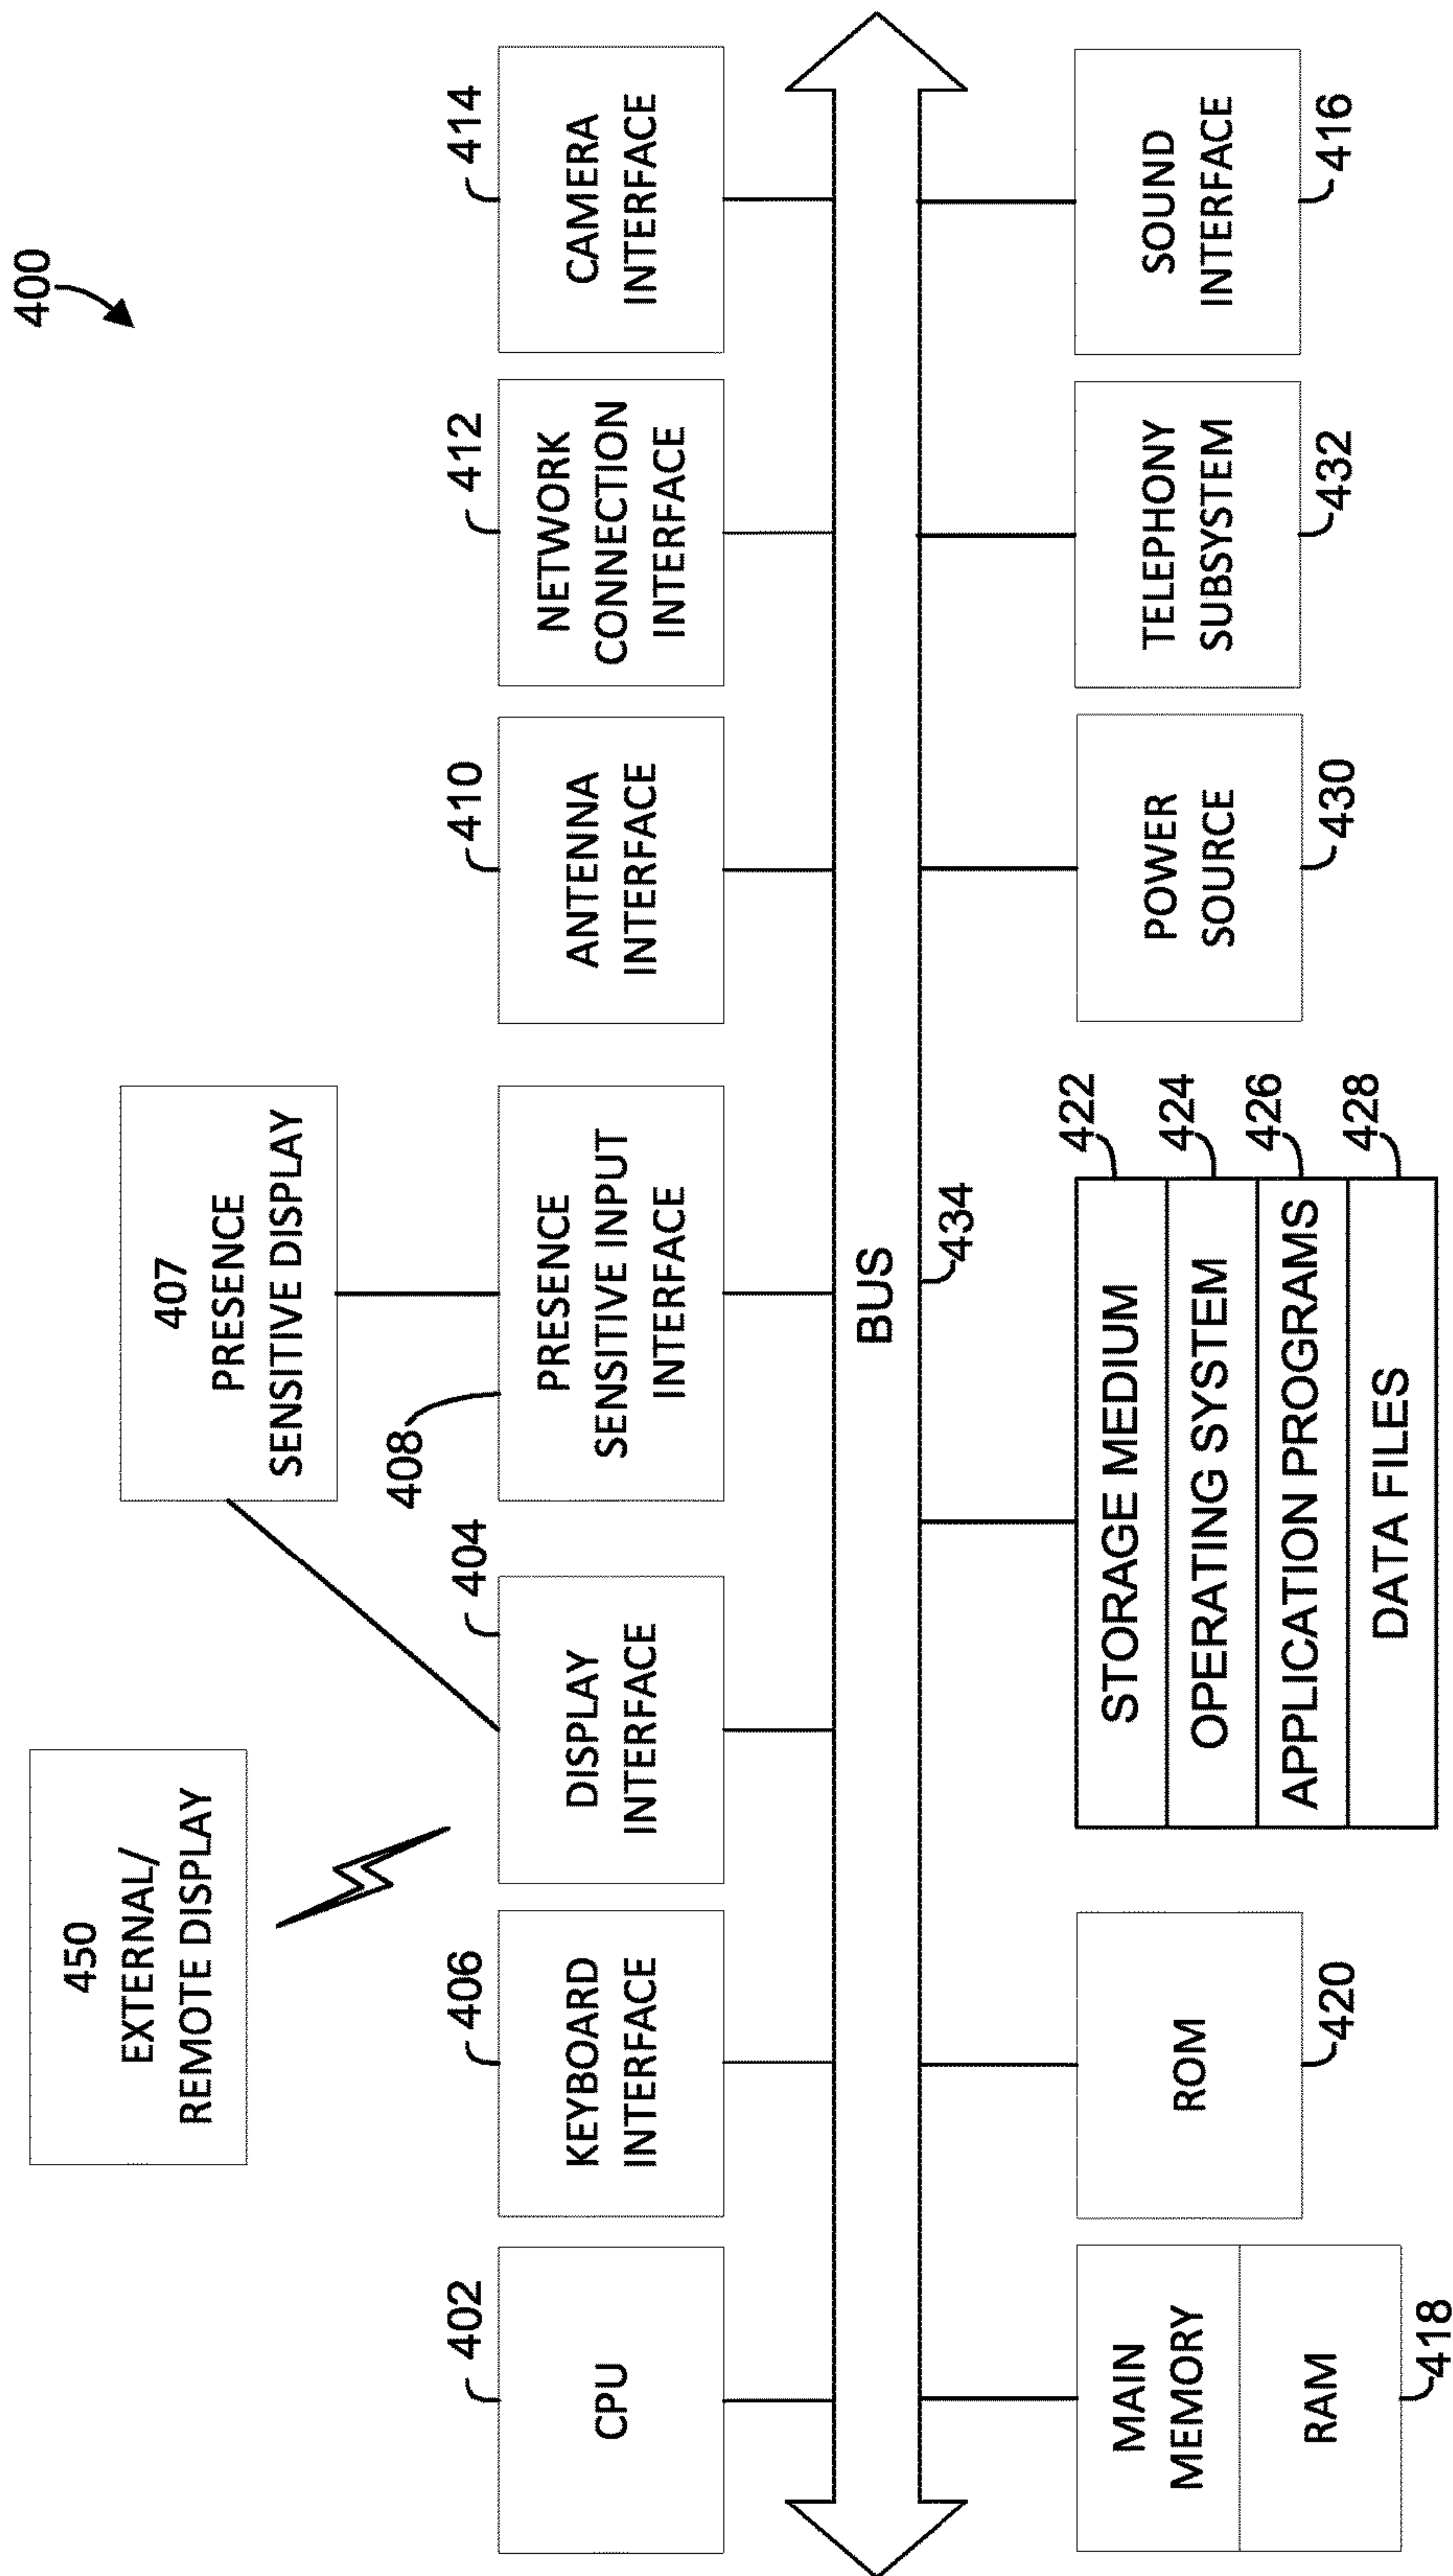 400
450
EXTERNAL/
REMOTE DISPLAY
407
PRESENCE
SENSITIVE DISPLAY
402
CPU
406
KEYBOARD
INTERFACE
404
DISPLAY
INTERFACE
408
PRESENCE
SENSITIVE INPUT
INTERFACE
410
ANTENNA
INTERFACE
412
NETWORK
CONNECTION
INTERFACE
414
CAMERA
INTERFACE
BUS
434
MAIN
MEMORY
RAM
418
ROM
420
STORAGE MEDIUM
422
OPERATING SYSTEM
424
APPLICATION PROGRAMS
426
DATA FILES
428
POWER
SOURCE
430
TELEPHONY
SUBSYSTEM
432
SOUND
INTERFACE
416